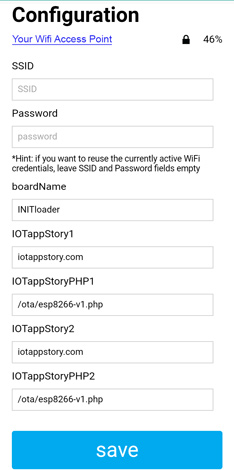 Configuration
Your Wifi Access Point 46%
SSID
SSID
Password
password
*Hint: if you want to reuse the currently active WiFi
credentials, leave SSID and Password fields empty
boardName
INITloader
IOTappStory1
iotappstory.com
IOTappStoryPHP1
/ota/esp8266-v1.php
IOTappStory2
iotappstory.com
IOTappStoryPHP2
/ota/esp8266-v1.php
save